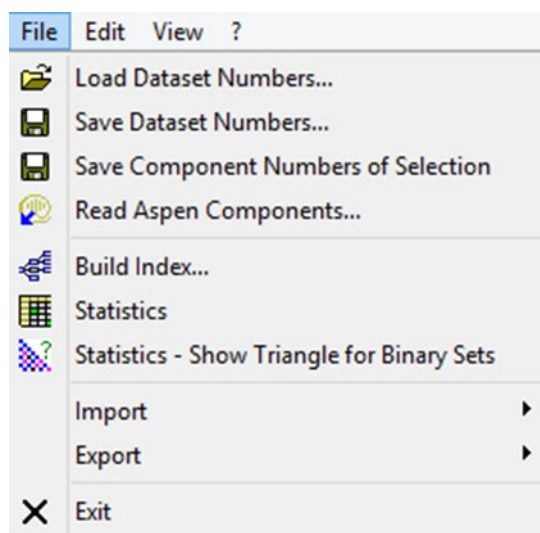 File Edit View ?
Load Dataset Numbers...
Save Dataset Numbers...
Save Component Numbers of Selection
Read Aspen Components...
Build Index...
Statistics
Statistics - Show Triangle for Binary Sets
Import
Export
Exit